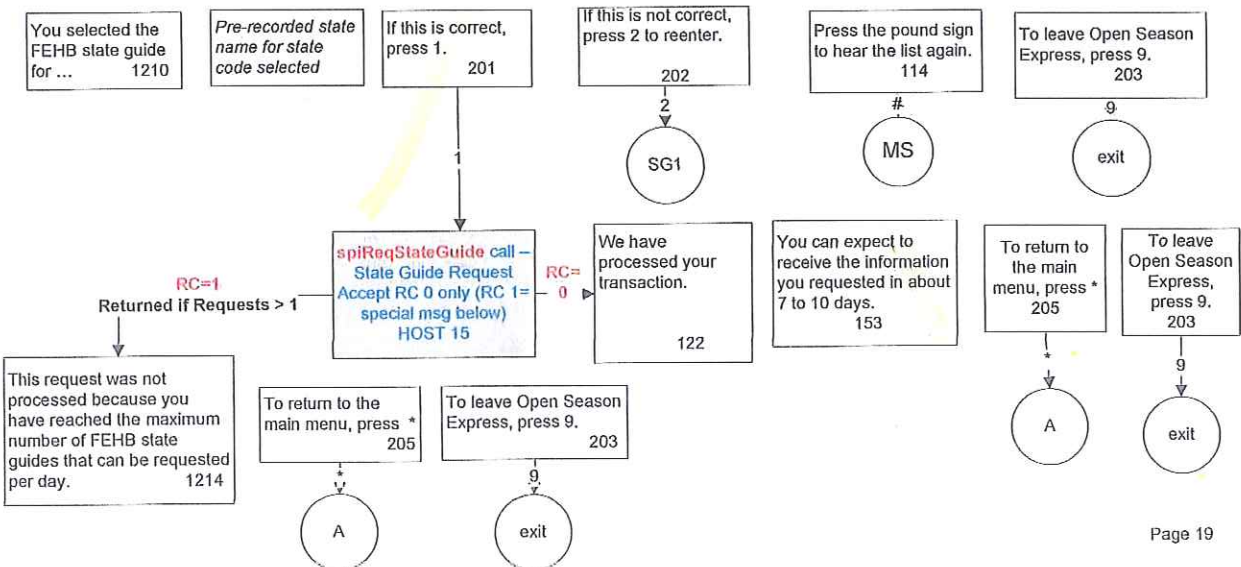 You selected the
FEHB state guide
for ... 1210
Pre-recorded state
name for state
code selected
If this is correct,
press 1.
201
If this is not correct,
press 2 to reenter.
202
Press the pound sign
to hear the list again.
114
To leave Open Season
Express, press 9.
203
1
2
SG1
#
MS
9
exit
RC=1
Returned if Requests > 1
spiReqStateGuide call –
State Guide Request
Accept RC 0 only (RC 1=
special msg below)
HOST 15
RC=
0
We have
processed your
transaction.
122
You can expect to
receive the information
you requested in about
7 to 10 days.
153
To return to
the main
menu, press *
205
To leave
Open Season
Express,
press 9.
203
*
A
9
exit
This request was not
processed because you
have reached the maximum
number of FEHB state
guides that can be requested
per day. 1214
To return to the
main menu, press *
205
To leave Open Season
Express, press 9.
203
*
A
9
exit
Page 19